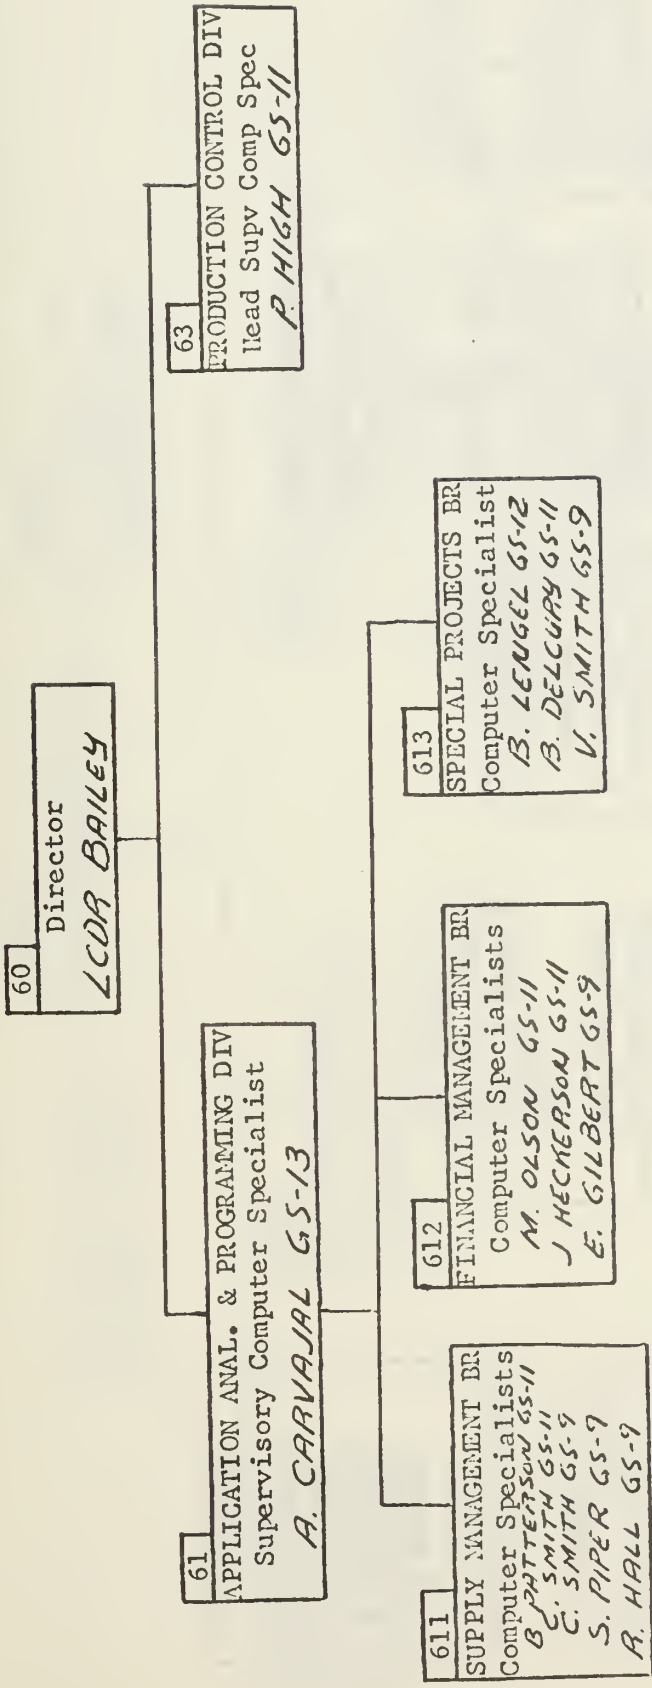 60
Director
LCDR BAILEY
61
APPLICATION ANAL. & PROGRAMMING DIV
Supervisory Computer Specialist
A. CARVAJAL GS-13
63
PRODUCTION CONTROL DIV
Head Supv Comp Spec
P. HIGH GS-11
611
SUPPLY MANAGEMENT BR
Computer Specialists
B PATTERSON GS-11
C. SMITH GS-11
C. SMITH GS-9
S. PIPER GS-9
R. HALL GS-9
612
FINANCIAL MANAGEMENT BR
Computer Specialists
M. OLSON GS-11
J HECKERSON GS-11
E. GILBERT GS-9
613
SPECIAL PROJECTS BR
Computer Specialist
B. LENGEL GS-12
B. DELCURY GS-11
V. SMITH GS-9